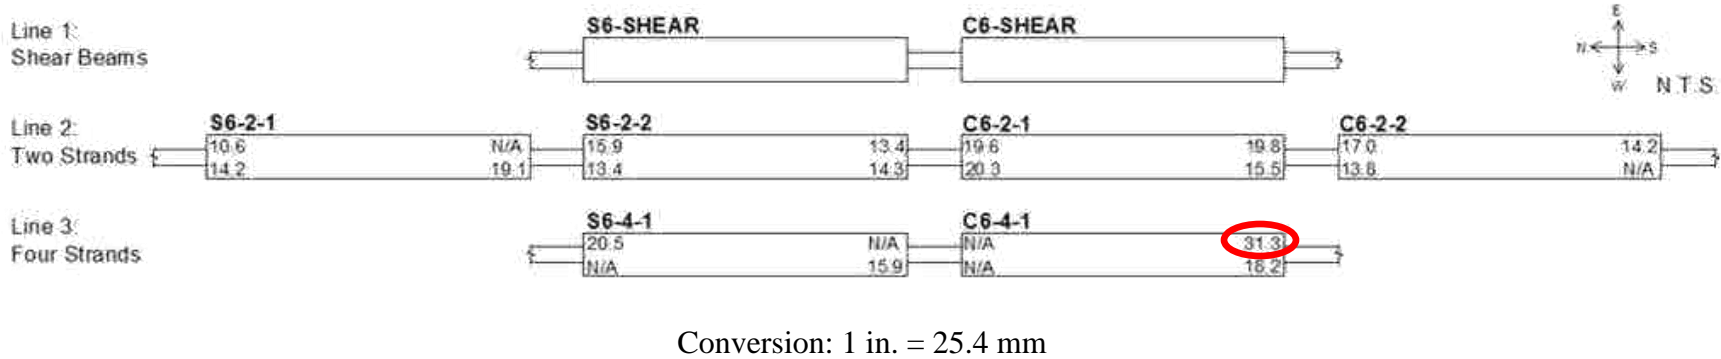 Line 1:
Shear Beams
S6-SHEAR
C6-SHEAR
E
N
S
W
N.T.S.
Line 2:
Two Strands
S6-2-1
10.6
N/A
14.2
19.1
S6-2-2
15.9
13.4
13.4
14.3
C6-2-1
19.6
19.8
20.3
15.5
C6-2-2
17.0
14.2
13.8
N/A
Line 3:
Four Strands
S6-4-1
20.5
N/A
N/A
15.9
C6-4-1
N/A
31.3
N/A
18.2
Conversion: 1 in. = 25.4 mm